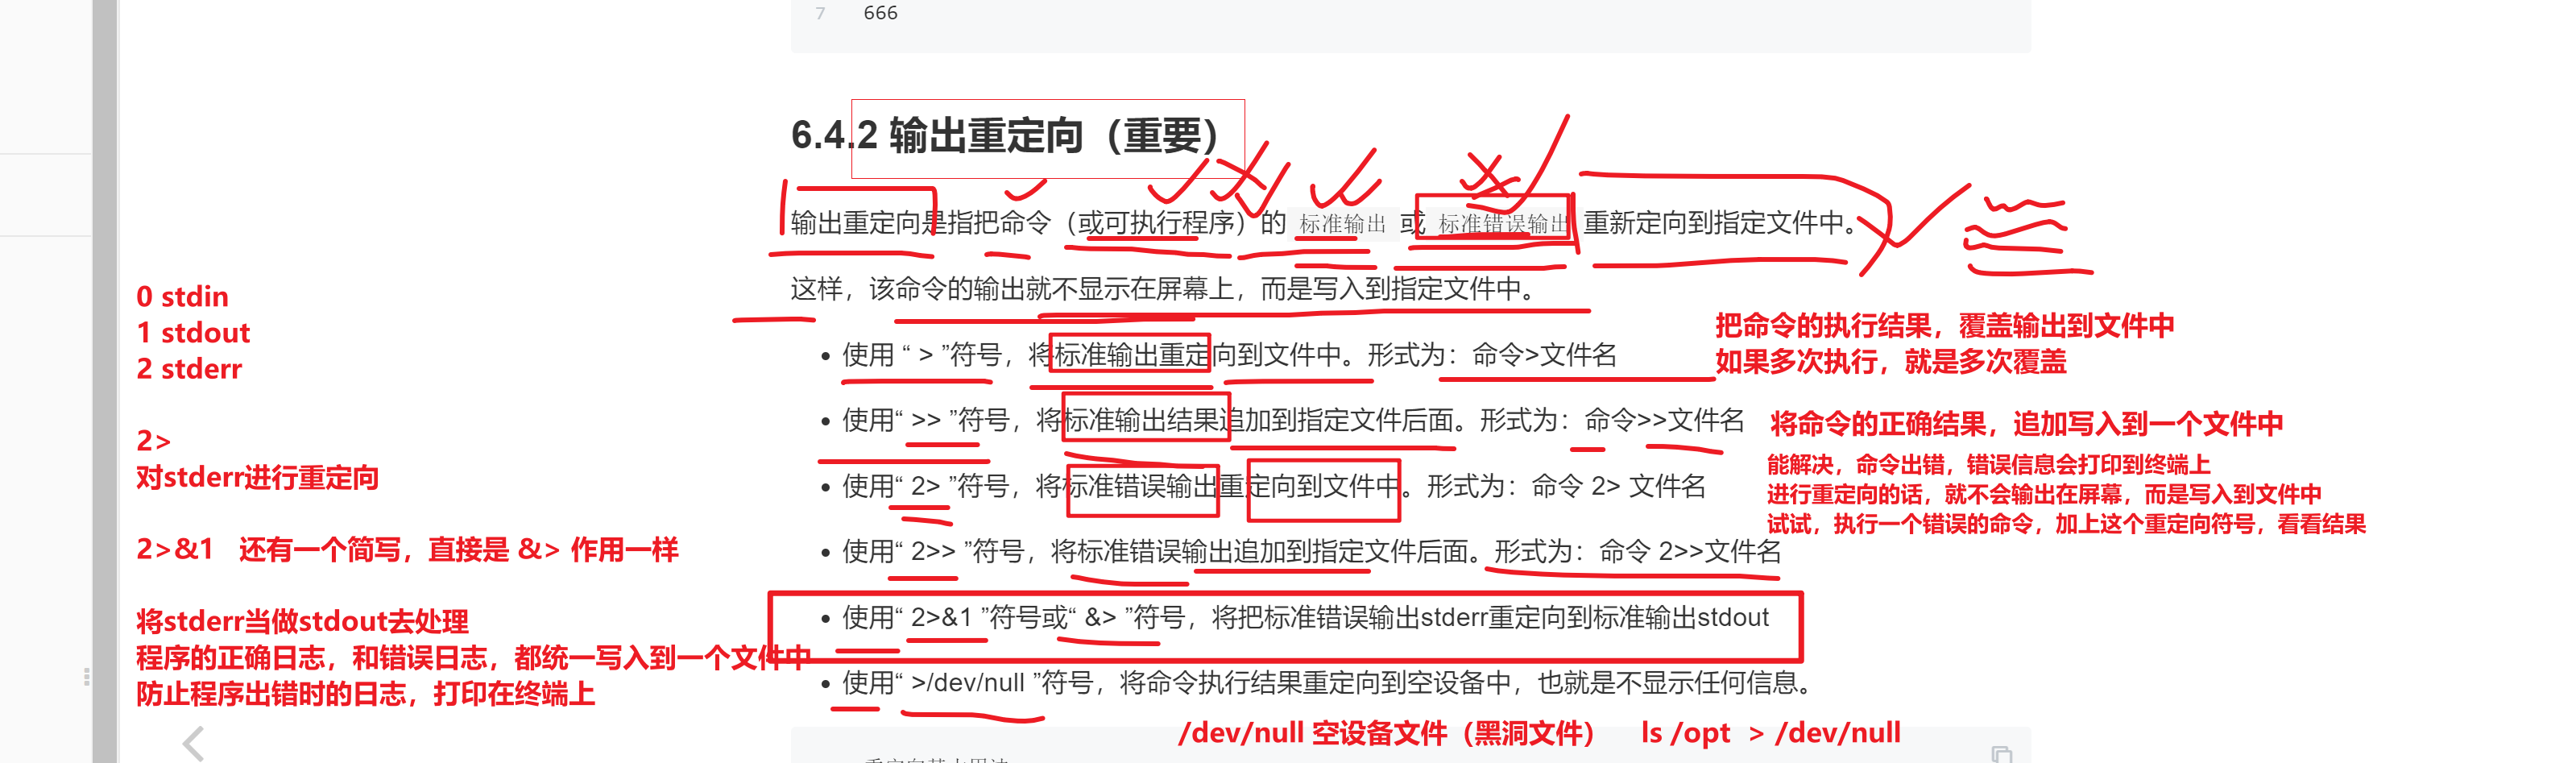 7 666
6.4.2 输出重定向（重要）
输出重定向是指把命令（或可执行程序）的 标准输出 或 标准错误输出 重新定向到指定文件中。
这样，该命令的输出就不显示在屏幕上，而是写入到指定文件中。
0 stdin
1 stdout
2 stderr
2>
对stderr进行重定向
2>&1 还有一个简写，直接是 &> 作用一样
将stderr当做stdout去处理
程序的正确日志，和错误日志，都统一写入到一个文件中
防止程序出错时的日志，打印在终端上
• 使用 “ > ”符号，将标准输出重定向到文件中。形式为：命令>文件名
把命令的执行结果，覆盖输出到文件中
如果多次执行，就是多次覆盖
• 使用“ >> ”符号，将标准输出结果追加到指定文件后面。形式为：命令>>文件名
将命令的正确结果，追加写入到一个文件中
• 使用“ 2> ”符号，将标准错误输出重定向到文件中。形式为：命令 2> 文件名
能解决，命令出错，错误信息会打印到终端上
进行重定向的话，就不会输出在屏幕，而是写入到文件中
试试，执行一个错误的命令，加上这个重定向符号，看看结果
• 使用“ 2>> ”符号，将标准错误输出追加到指定文件后面。形式为：命令 2>>文件名
• 使用“ 2>&1 ”符号或“ &> ”符号，将把标准错误输出stderr重定向到标准输出stdout
• 使用“ >/dev/null ”符号，将命令执行结果重定向到空设备中，也就是不显示任何信息。
/dev/null 空设备文件（黑洞文件） ls /opt > /dev/null